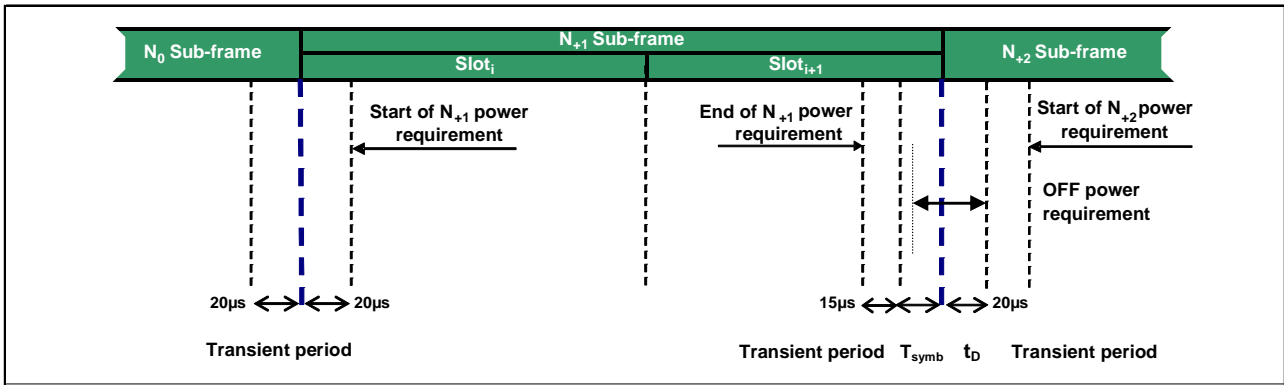 N0 Sub-frame
N+1 Sub-frame
N+2 Sub-frame
Sloti
Sloti+1
Start of N+1 power
requirement
End of N+1 power
requirement
Start of N+2 power
requirement
OFF power
requirement
20µs
20µs
15µs
20µs
Transient period
Transient period
Tsymb
tD
Transient period